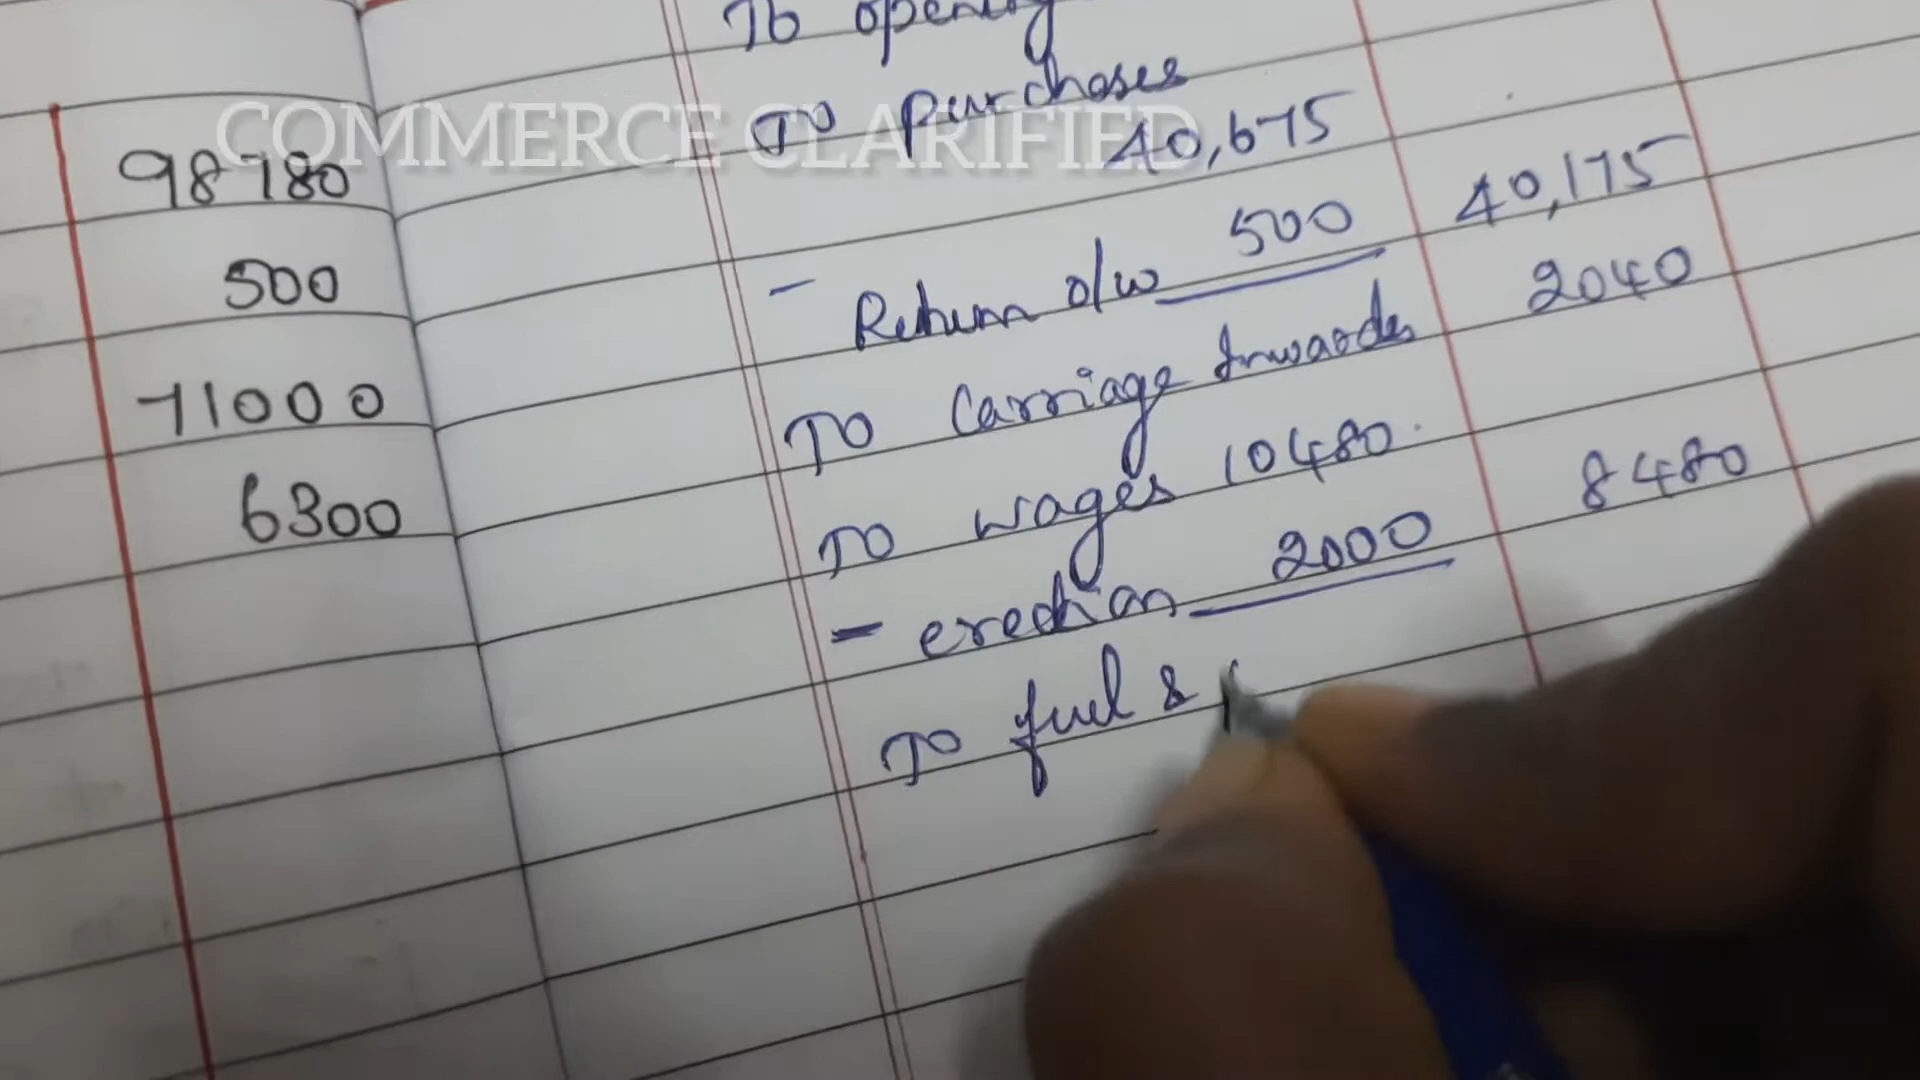 98780
500
71000
6300
COMMERCE CLARIFIED
To opening
To purchases
40,675
- Return o/w 500 40,175
To Carriage Inwards 2040
To wages 10480
- erection 2000 8480
To fuel &